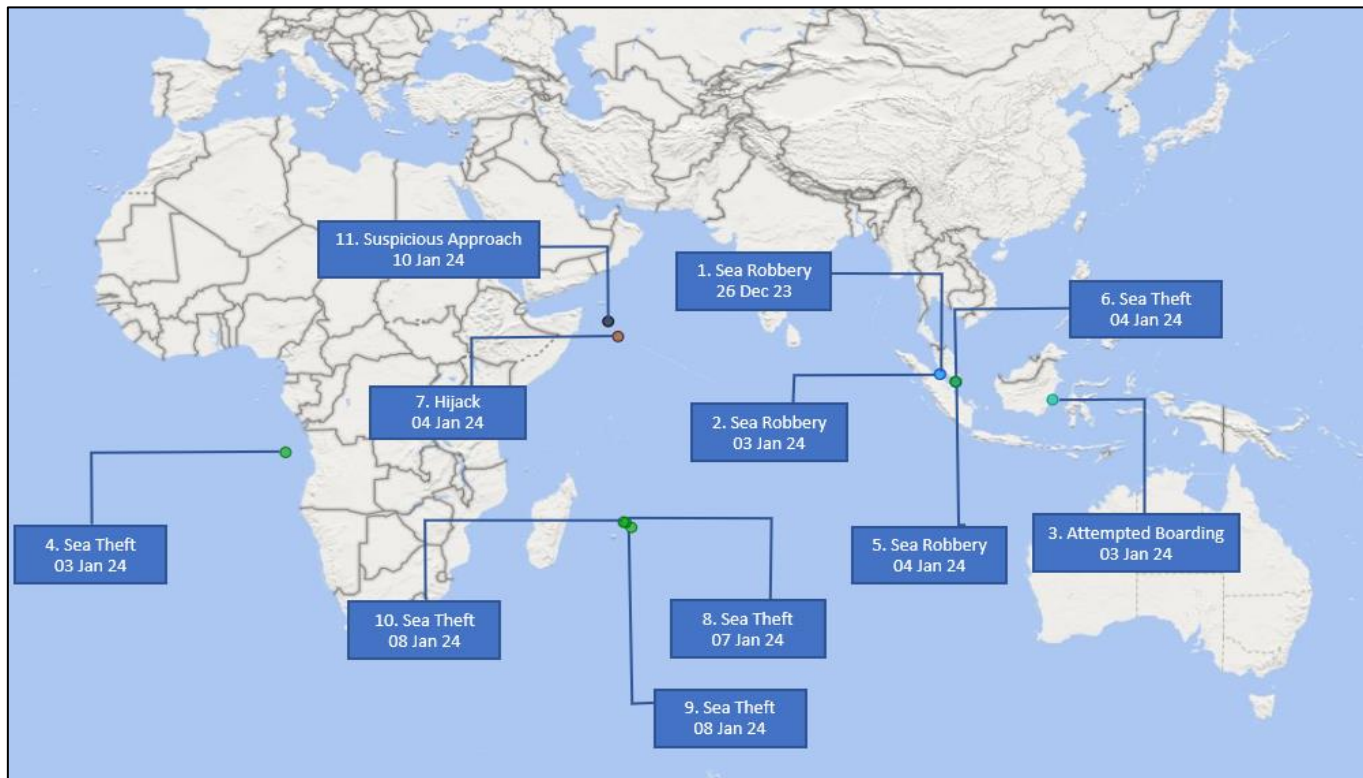 11. Suspicious Approach
10 Jan 24
1. Sea Robbery
26 Dec 23
6. Sea Theft
04 Jan 24
7. Hijack
04 Jan 24
2. Sea Robbery
03 Jan 24
4. Sea Theft
03 Jan 24
5. Sea Robbery
04 Jan 24
3. Attempted Boarding
03 Jan 24
10. Sea Theft
08 Jan 24
8. Sea Theft
07 Jan 24
9. Sea Theft
08 Jan 24